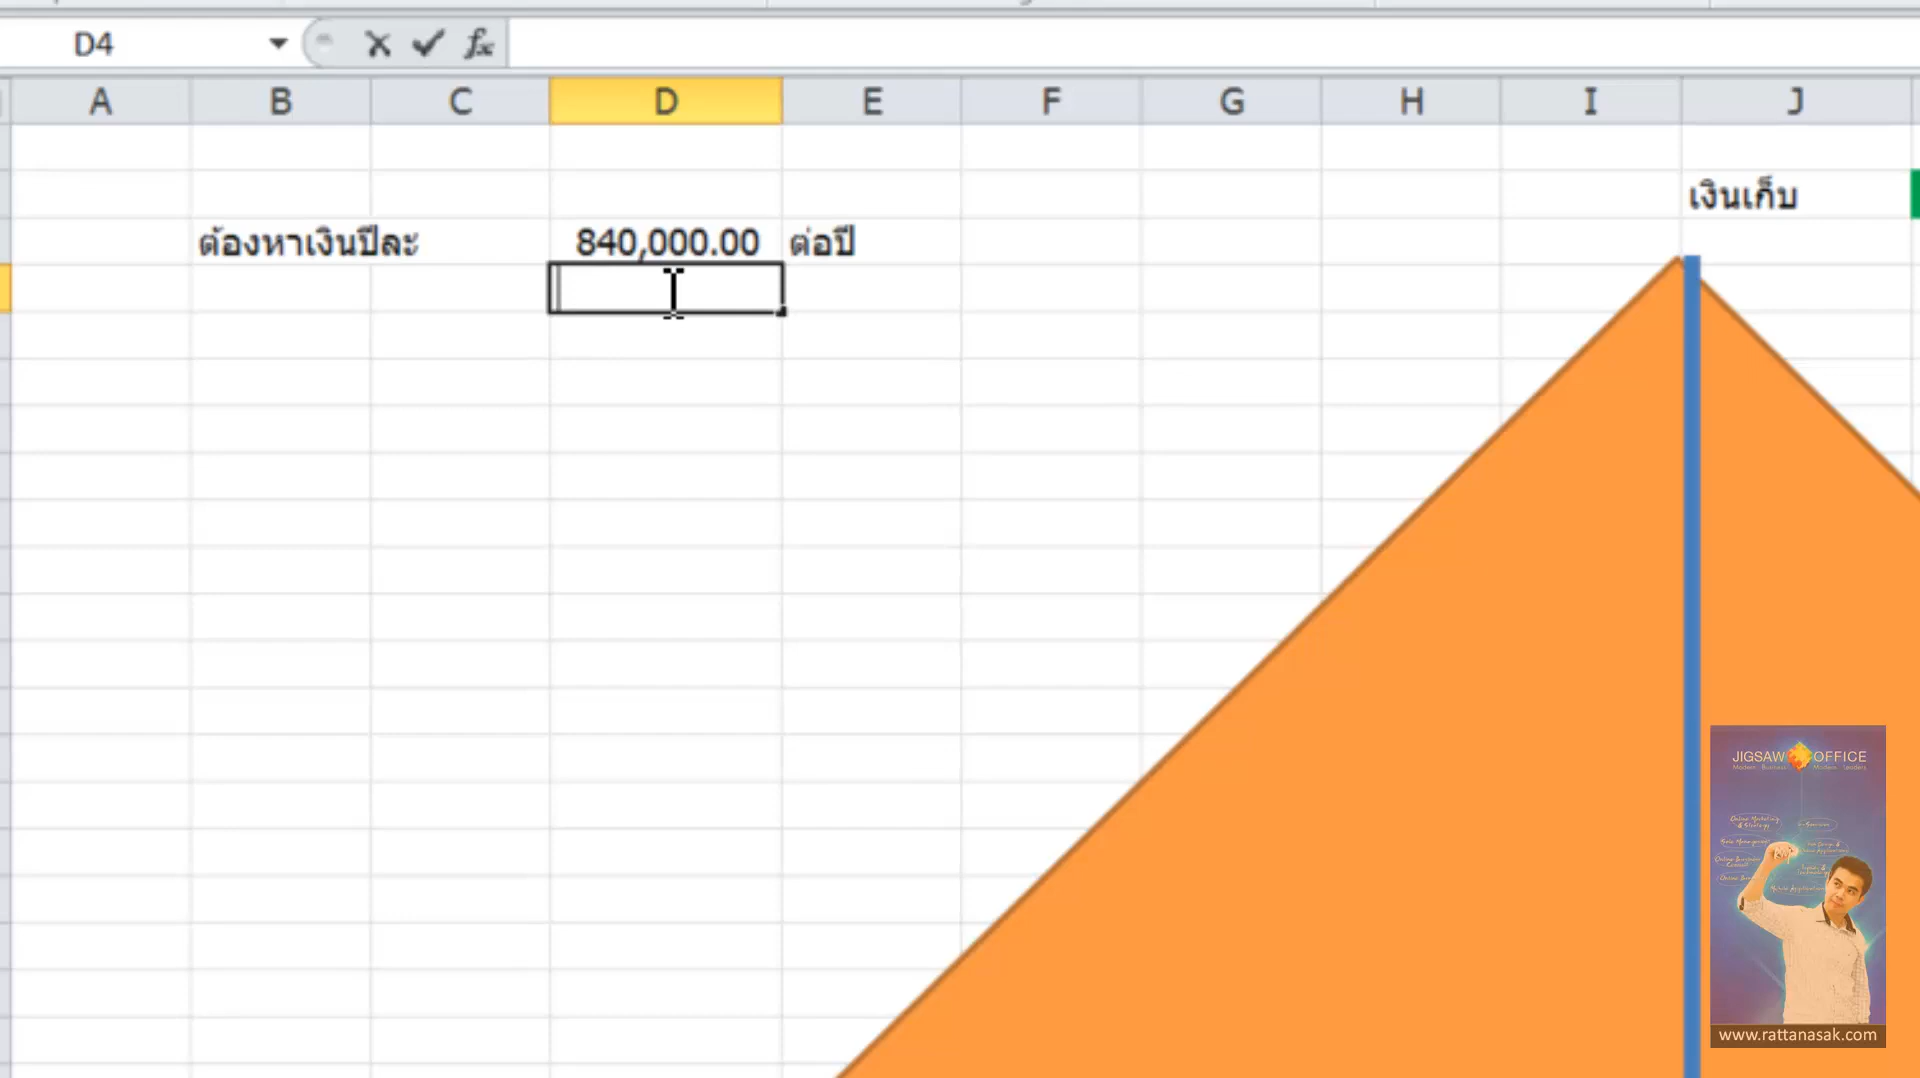 D4 fx
A B C D E F G H I J
เงินเก็บ
ต้องหาเงินปีละ 840,000.00 ต่อปี
JIGSAW OFFICE
www.rattanasak.com